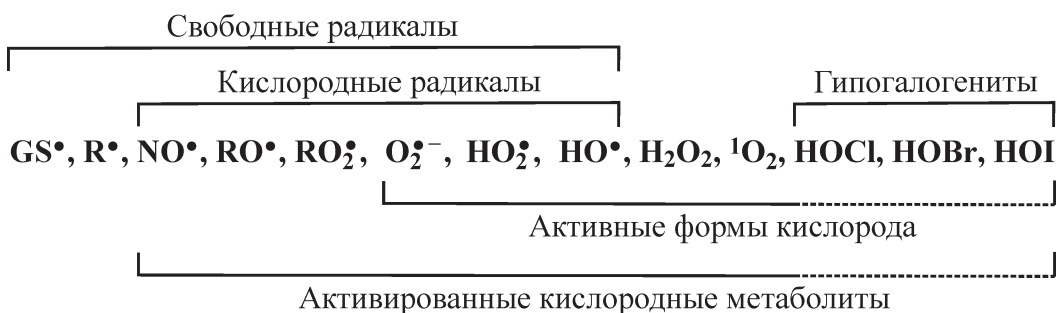 Свободные радикалы
Кислородные радикалы
Гипогалогениты
GS•, R•, NO•, RO•, RO₂•, O₂•⁻, HO₂•, HO•, H₂O₂, ¹O₂, HOCl, HOBr, HOI
Активные формы кислорода
Активированные кислородные метаболиты